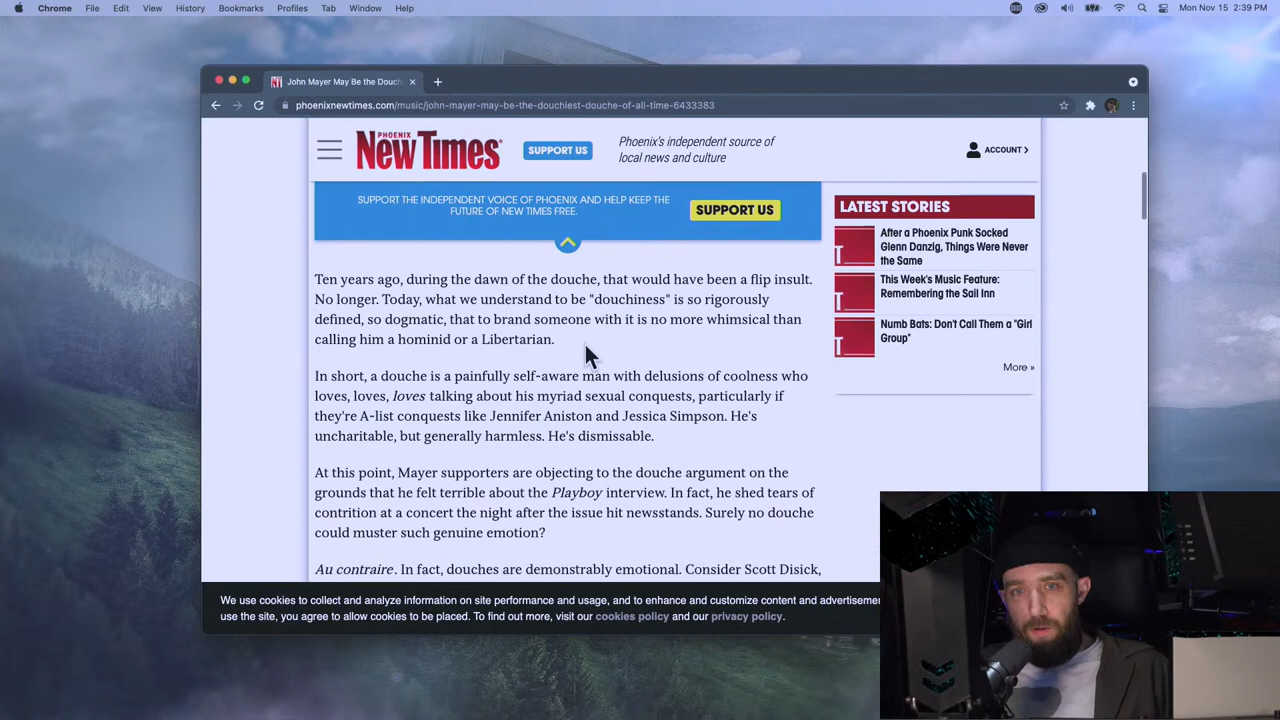 Chrome File Edit View History Bookmarks Profiles Tab Window Help Mon Nov 15 2:39 PM
John Mayer May Be the Douch
phoenixnewtimes.com/music/john-mayer-may-be-the-douchiest-douche-of-all-time-6433383
PHOENIX
New Times
SUPPORT US
Phoenix's independent source of
local news and culture
ACCOUNT
SUPPORT THE INDEPENDENT VOICE OF PHOENIX AND HELP KEEP THE
FUTURE OF NEW TIMES FREE.
SUPPORT US
Ten years ago, during the dawn of the douche, that would have been a flip insult.
No longer. Today, what we understand to be "douchiness" is so rigorously
defined, so dogmatic, that to brand someone with it is no more whimsical than
calling him a hominid or a Libertarian.
In short, a douche is a painfully self-aware man with delusions of coolness who
loves, loves, loves talking about his myriad sexual conquests, particularly if
they're A-list conquests like Jennifer Aniston and Jessica Simpson. He's
uncharitable, but generally harmless. He's dismissable.
At this point, Mayer supporters are objecting to the douche argument on the
grounds that he felt terrible about the Playboy interview. In fact, he shed tears of
contrition at a concert the night after the issue hit newsstands. Surely no douche
could muster such genuine emotion?
Au contraire. In fact, douches are demonstrably emotional. Consider Scott Disick,
LATEST STORIES
After a Phoenix Punk Socked
Glenn Danzig, Things Were Never
the Same
This Week's Music Feature:
Remembering the Sail Inn
Numb Bats: Don't Call Them a "Girl
Group"
More »
We use cookies to collect and analyze information on site performance and usage, and to enhance and customize content and advertiseme
use the site, you agree to allow cookies to be placed. To find out more, visit our cookies policy and our privacy policy.